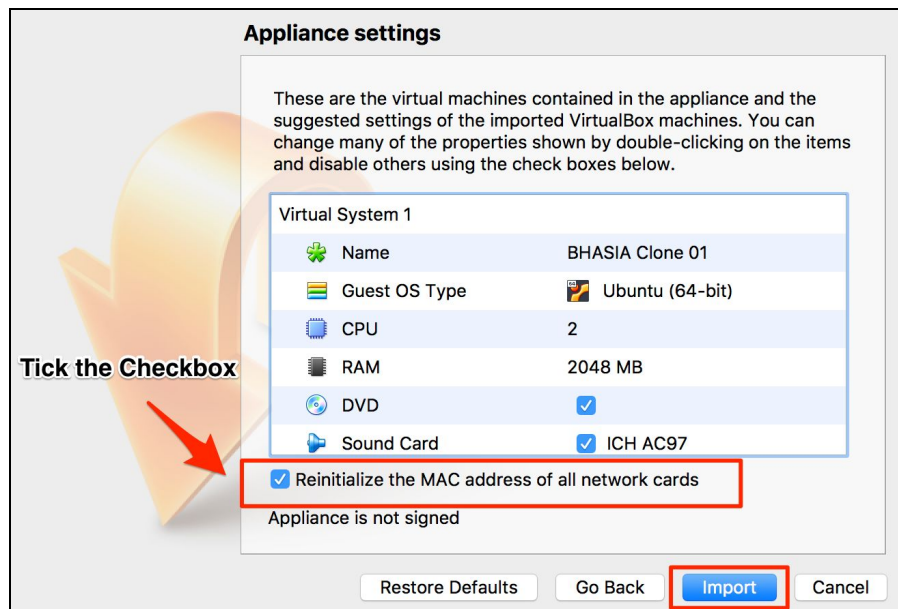 Appliance settings
These are the virtual machines contained in the appliance and the
suggested settings of the imported VirtualBox machines. You can
change many of the properties shown by double-clicking on the items
and disable others using the check boxes below.
Virtual System 1
Name BHASIA Clone 01
Guest OS Type Ubuntu (64-bit)
CPU 2
RAM 2048 MB
Tick the Checkbox
DVD
Sound Card ICH AC97
Reinitialize the MAC address of all network cards
Appliance is not signed
Restore Defaults Go Back Import Cancel